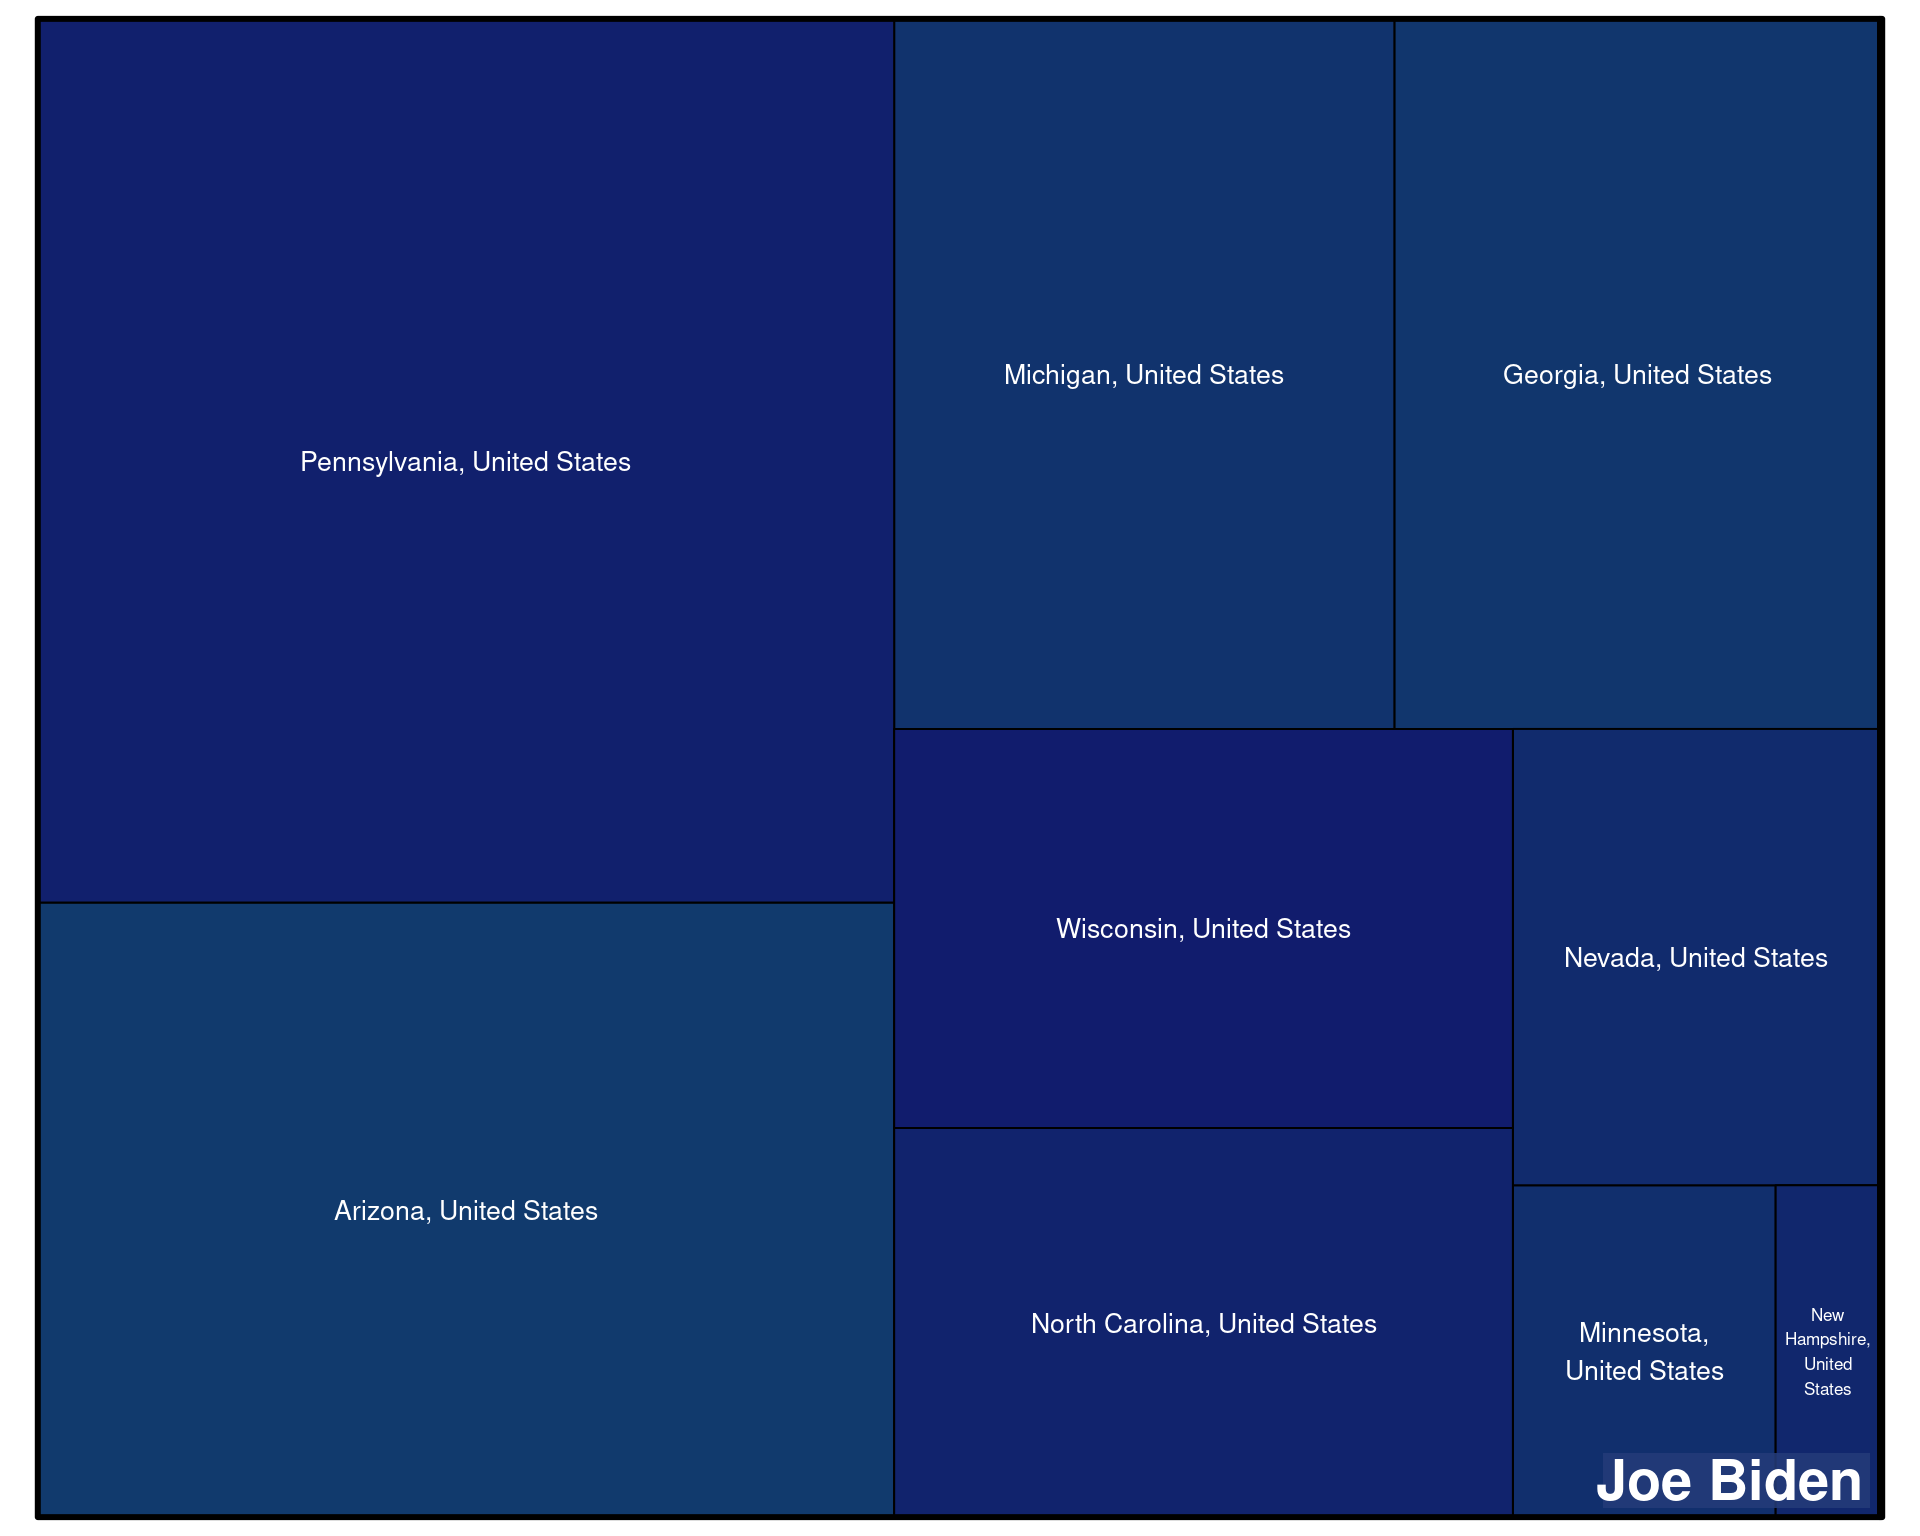 Pennsylvania, United States
Michigan, United States
Georgia, United States
Wisconsin, United States
Nevada, United States
Arizona, United States
North Carolina, United States
Minnesota,
United States
New
Hampshire,
United
States
Joe Biden